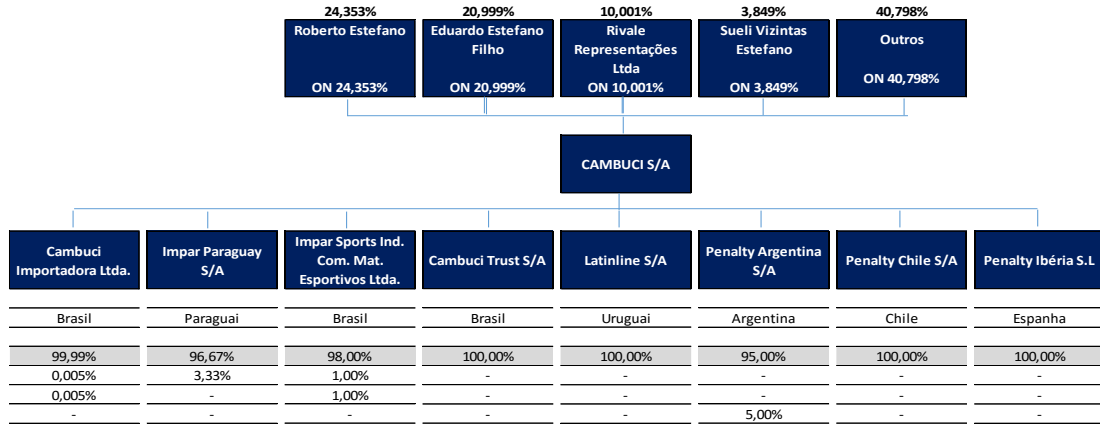 24,353% 20,999% 10,001% 3,849% 40,798%
Roberto Estefano
ON 24,353%
Eduardo Estefano
Filho
ON 20,999%
Rivale
Representações
Ltda
ON 10,001%
Sueli Vizintas
Estefano
ON 3,849%
Outros
ON 40,798%
CAMBUCI S/A
Cambuci
Importadora Ltda.
Impar Paraguay
S/A
Impar Sports Ind.
Com. Mat.
Esportivos Ltda.
Cambuci Trust S/A
Latinline S/A
Penalty Argentina
S/A
Penalty Chile S/A
Penalty Ibéria S.L
Brasil Paraguai Brasil Brasil Uruguai Argentina Chile Espanha
99,99% 96,67% 98,00% 100,00% 100,00% 95,00% 100,00% 100,00%
0,005% 3,33% 1,00% - - - - -
0,005% - 1,00% - - - - -
- - - - - 5,00% - -